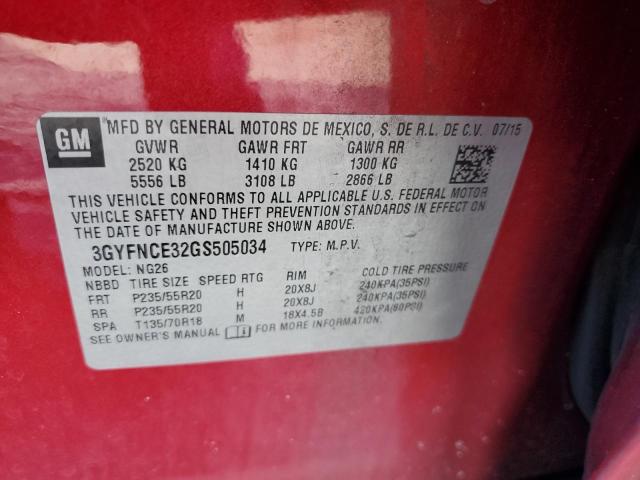 GM
MFD BY GENERAL MOTORS DE MEXICO, S. DE R.L. DE C.V. 07/15
GVWR GAWR FRT GAWR RR
2520 KG 1410 KG 1300 KG
5556 LB 3108 LB 2866 LB
THIS VEHICLE CONFORMS TO ALL APPLICABLE U.S. FEDERAL MOTOR
VEHICLE SAFETY AND THEFT PREVENTION STANDARDS IN EFFECT ON
THE DATE OF MANUFACTURE SHOWN ABOVE.
3GYFNCE32GS505034 TYPE: M.P.V.
MODEL: NG26
NBBD TIRE SIZE SPEED RTG RIM COLD TIRE PRESSURE
FRT P235/55R20 H 20X8J 240KPA(35PSI)
RR P235/55R20 H 20X8J 240KPA(35PSI)
SPA T135/70R18 M 18X4.5B 420KPA(60PSI)
SEE OWNER'S MANUAL FOR MORE INFORMATION.